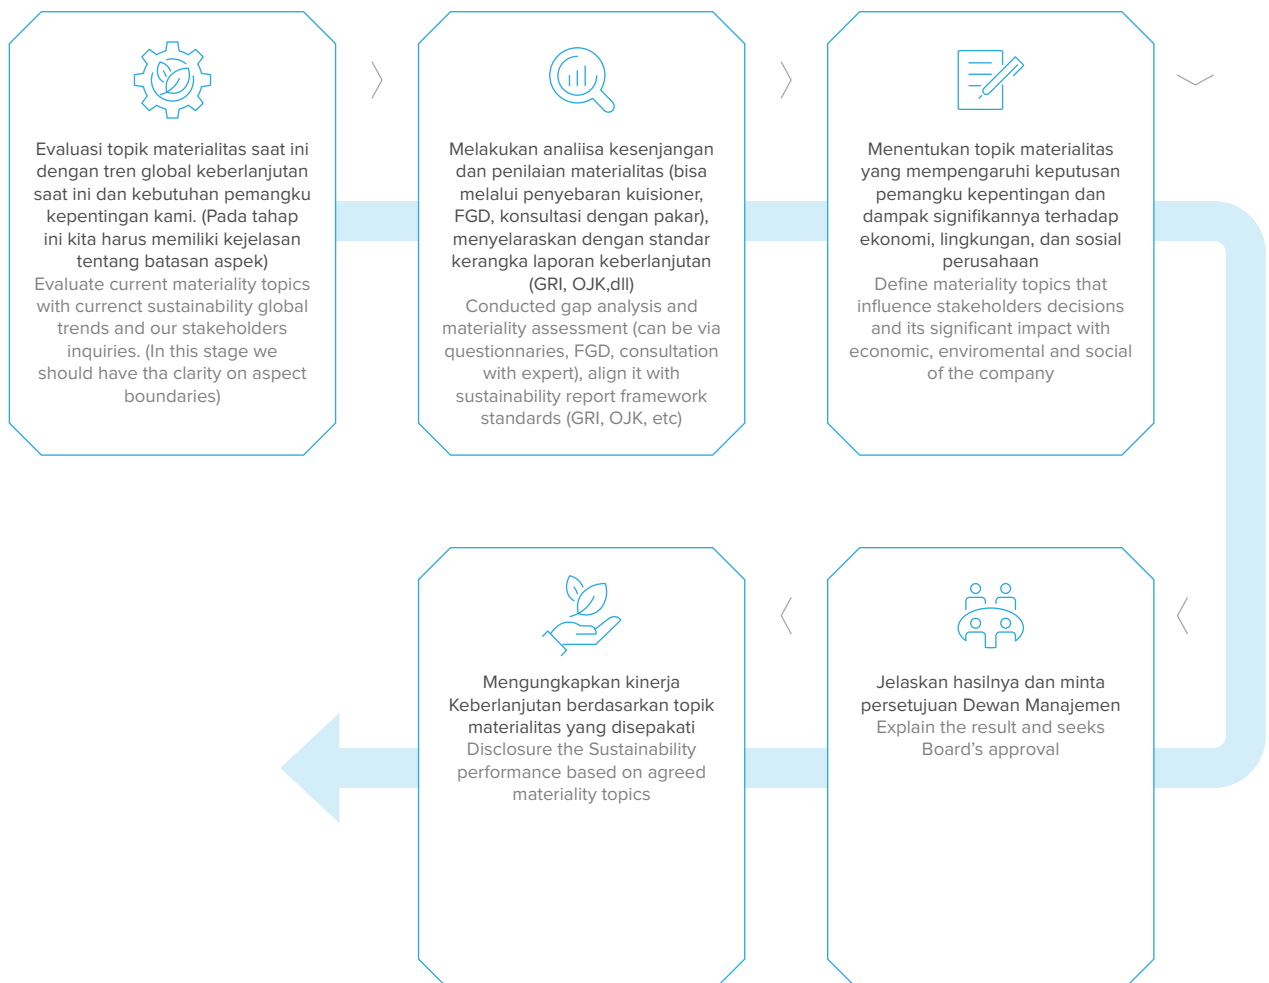 Evaluasi topik materialitas saat ini
dengan tren global keberlanjutan
saat ini dan kebutuhan pemangku
kepentingan kami. (Pada tahap
ini kita harus memiliki kejelasan
tentang batasan aspek)
Evaluate current materiality topics
with currenct sustainability global
trends and our stakeholders
inquiries. (In this stage we
should have tha clarity on aspect
boundaries)
Melakukan analiisa kesenjangan
dan penilaian materialitas (bisa
melalui penyebaran kuisioner,
FGD, konsultasi dengan pakar),
menyelaraskan dengan standar
kerangka laporan keberlanjutan
(GRI, OJK,dll)
Conducted gap analysis and
materiality assessment (can be via
questionnaries, FGD, consultation
with expert), align it with
sustainability report framework
standards (GRI, OJK, etc)
Menentukan topik materialitas
yang mempengaruhi keputusan
pemangku kepentingan dan
dampak signifikannya terhadap
ekonomi, lingkungan, dan sosial
perusahaan
Define materiality topics that
influence stakeholders decisions
and its significant impact with
economic, enviromental and social
of the company
Jelaskan hasilnya dan minta
persetujuan Dewan Manajemen
Explain the result and seeks
Board’s approval
Mengungkapkan kinerja
Keberlanjutan berdasarkan topik
materialitas yang disepakati
Disclosure the Sustainability
performance based on agreed
materiality topics